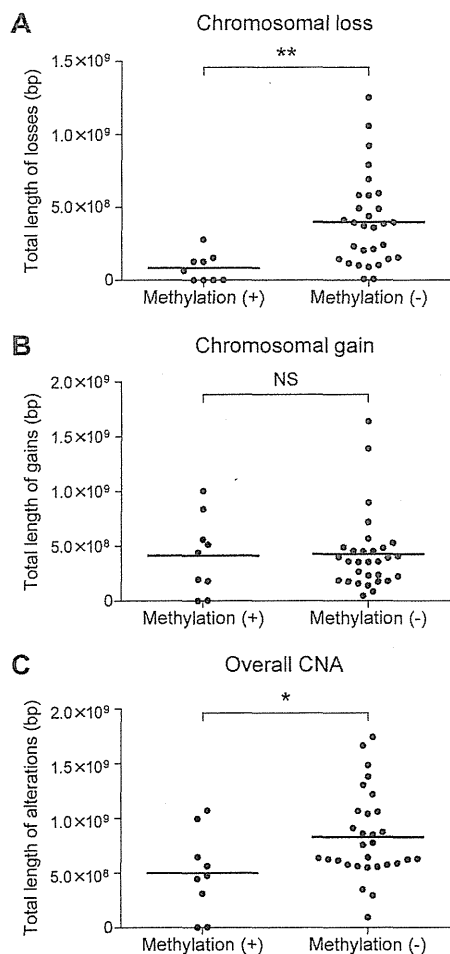 A
Chromosomal loss
**
Total length of losses (bp)
1.5×10⁹
1.0×10⁹
5.0×10⁸
0
Methylation (+) Methylation (-)
B
Chromosomal gain
NS
Total length of gains (bp)
2.0×10⁹
1.5×10⁹
1.0×10⁹
5.0×10⁸
0
Methylation (+) Methylation (-)
C
Overall CNA
*
Total length of alterations (bp)
2.0×10⁹
1.5×10⁹
1.0×10⁹
5.0×10⁸
0
Methylation (+) Methylation (-)